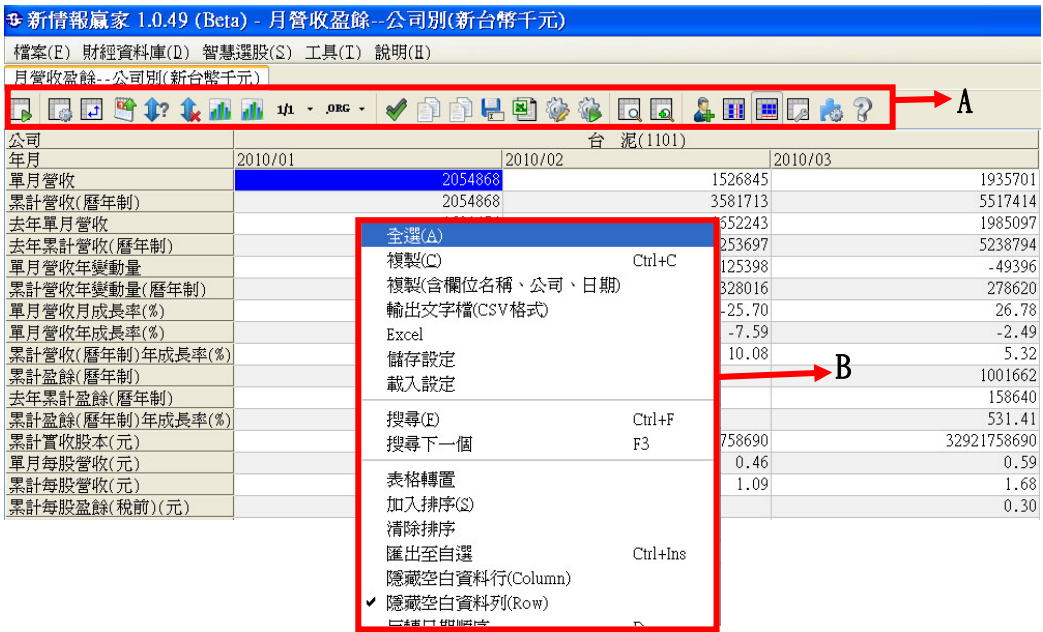 新情報贏家 1.0.49 (Beta) - 月營收盈餘--公司別(新台幣千元)
檔案(F) 財經資料庫(D) 智慧選股(S) 工具(T) 說明(H)
月營收盈餘--公司別(新台幣千元)
1/1 .ORG A
公司 台 泥(1101)
年月 2010/01 2010/02 2010/03
單月營收 2054868 1526845 1935701
累計營收(曆年制) 2054868 3581713 5517414
去年單月營收 652243 1985097
去年累計營收(曆年制) 253697 5238794
單月營收年變動量 125398 -49396
累計營收年變動量(曆年制) 328016 278620
單月營收月成長率(%) -25.70 26.78
單月營收年成長率(%) -7.59 -2.49
累計營收(曆年制)年成長率(%) 10.08 5.32
累計盈餘(曆年制) 1001662
去年累計盈餘(曆年制) 158640
累計盈餘(曆年制)年成長率(%) 531.41
累計實收股本(元) 758690 32921758690
單月每股營收(元) 0.46 0.59
累計每股營收(元) 1.09 1.68
累計每股盈餘(稅前)(元) 0.30
全選(A)
複製(C) Ctrl+C
複製(含欄位名稱、公司、日期)
輸出文字檔(CSV格式)
Excel
儲存設定
載入設定
B
搜尋(F) Ctrl+F
搜尋下一個 F3
表格轉置
加入排序(S)
清除排序
匯出至自選 Ctrl+Ins
隱藏空白資料行(Column)
隱藏空白資料列(Row)